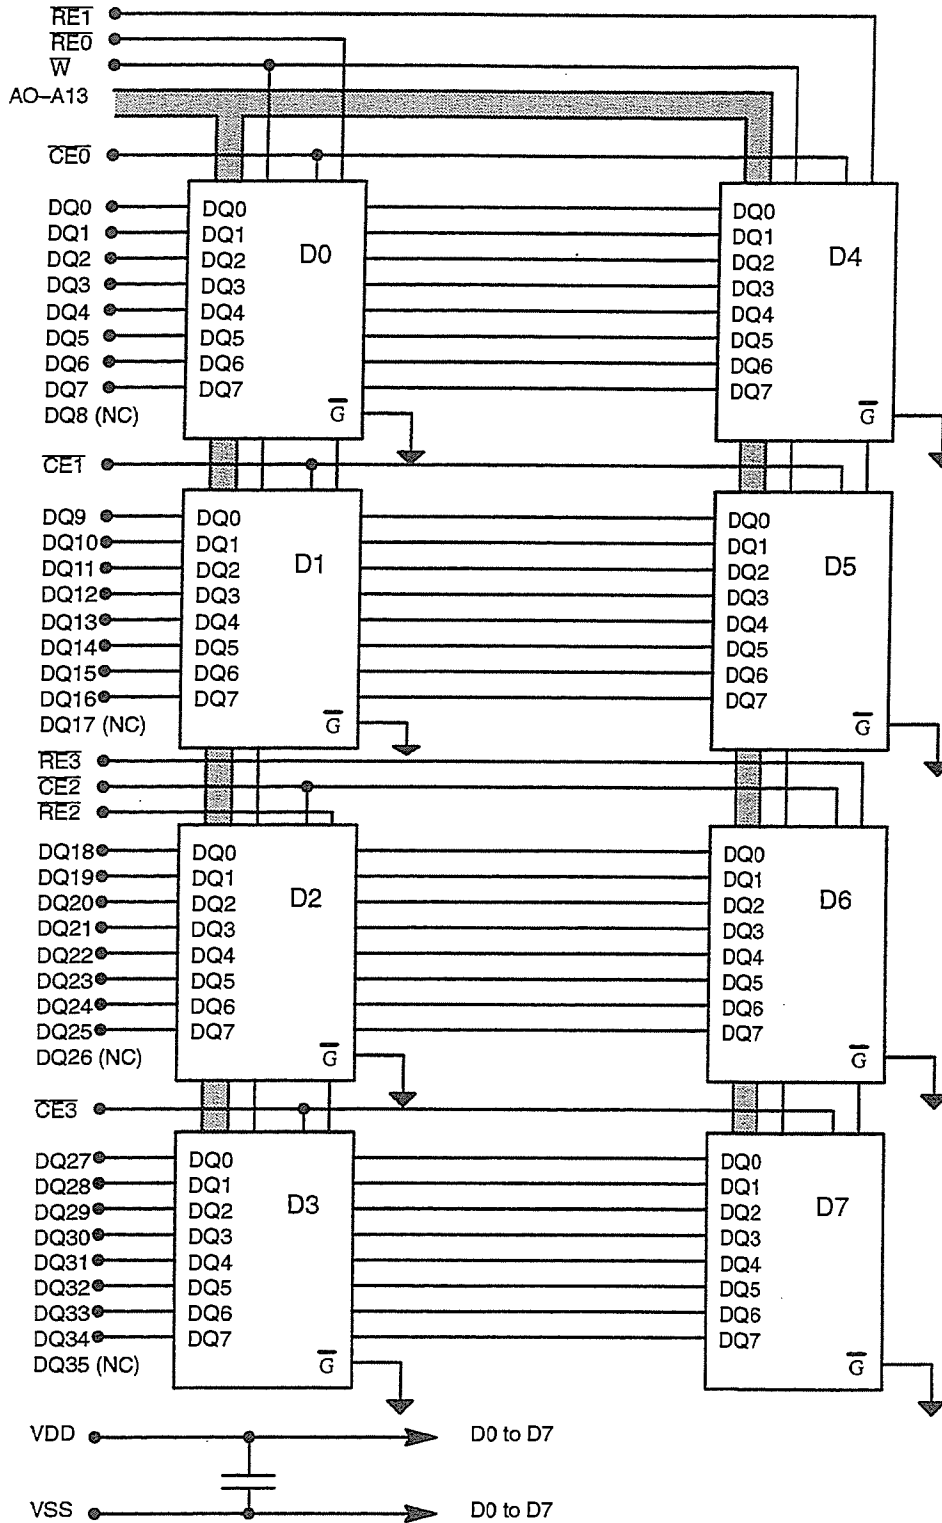 RE1
RE0
W
AO–A13
CE0
DQ0 DQ0 DQ0
DQ1 DQ1 DQ1
DQ2 DQ2 D0 DQ2 D4
DQ3 DQ3 DQ3
DQ4 DQ4 DQ4
DQ5 DQ5 DQ5
DQ6 DQ6 DQ6
DQ7 DQ7 DQ7
DQ8 (NC) G G
CE1
DQ9 DQ0 DQ0
DQ10 DQ1 DQ1
DQ11 DQ2 D1 DQ2 D5
DQ12 DQ3 DQ3
DQ13 DQ4 DQ4
DQ14 DQ5 DQ5
DQ15 DQ6 DQ6
DQ16 DQ7 DQ7
DQ17 (NC) G G
RE3
CE2
RE2
DQ18 DQ0 DQ0
DQ19 DQ1 DQ1
DQ20 DQ2 D2 DQ2 D6
DQ21 DQ3 DQ3
DQ22 DQ4 DQ4
DQ23 DQ5 DQ5
DQ24 DQ6 DQ6
DQ25 DQ7 DQ7
DQ26 (NC) G G
CE3
DQ27 DQ0 DQ0
DQ28 DQ1 DQ1
DQ29 DQ2 D3 DQ2 D7
DQ30 DQ3 DQ3
DQ31 DQ4 DQ4
DQ32 DQ5 DQ5
DQ33 DQ6 DQ6
DQ34 DQ7 DQ7
DQ35 (NC) G G
VDD D0 to D7
VSS D0 to D7